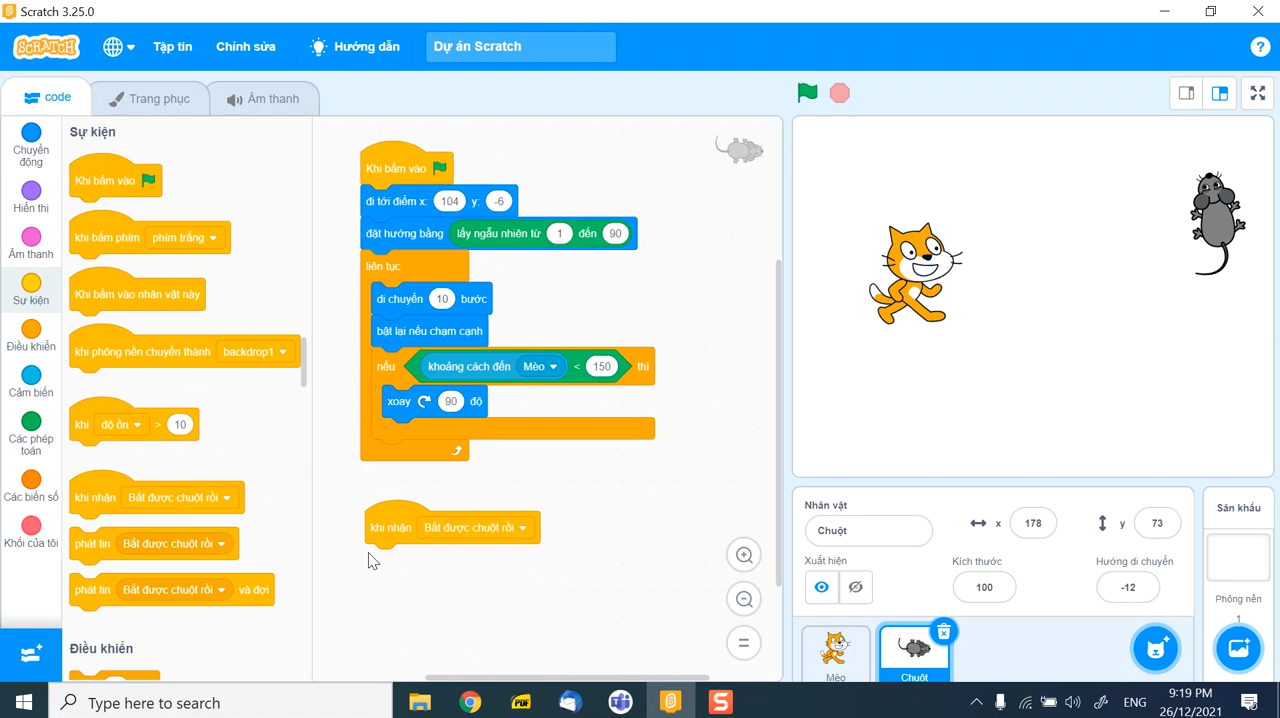 Scratch 3.25.0
SCRATCH
Tập tin
Chỉnh sửa
Hướng dẫn
Dự án Scratch
code
Trang phục
Âm thanh
Chuyển động
Hiển thị
Âm thanh
Sự kiện
Điều khiển
Cảm biến
Các phép toán
Các biến số
Khối của tôi
Sự kiện
Khi bấm vào
khi bấm phím phím trắng
Khi bấm vào nhân vật này
khi phông nền chuyển thành backdrop1
khi độ ồn > 10
khi nhận Bắt được chuột rồi
phát tin Bắt được chuột rồi
phát tin Bắt được chuột rồi và đợi
Điều khiển
Khi bấm vào
đi tới điểm x: 104 y: -6
đặt hướng bằng lấy ngẫu nhiên từ 1 đến 90
liên tục
di chuyển 10 bước
bật lại nếu chạm cạnh
nếu khoảng cách đến Mèo < 150 thì
xoay 90 độ
khi nhận Bắt được chuột rồi
Nhân vật
Chuột
x 178
y 73
Xuất hiện
Kích thước
100
Hướng di chuyển
-12
Mèo
Chuột
Sân khấu
Phông nền
1
Type here to search
ENG
9:19 PM
26/12/2021